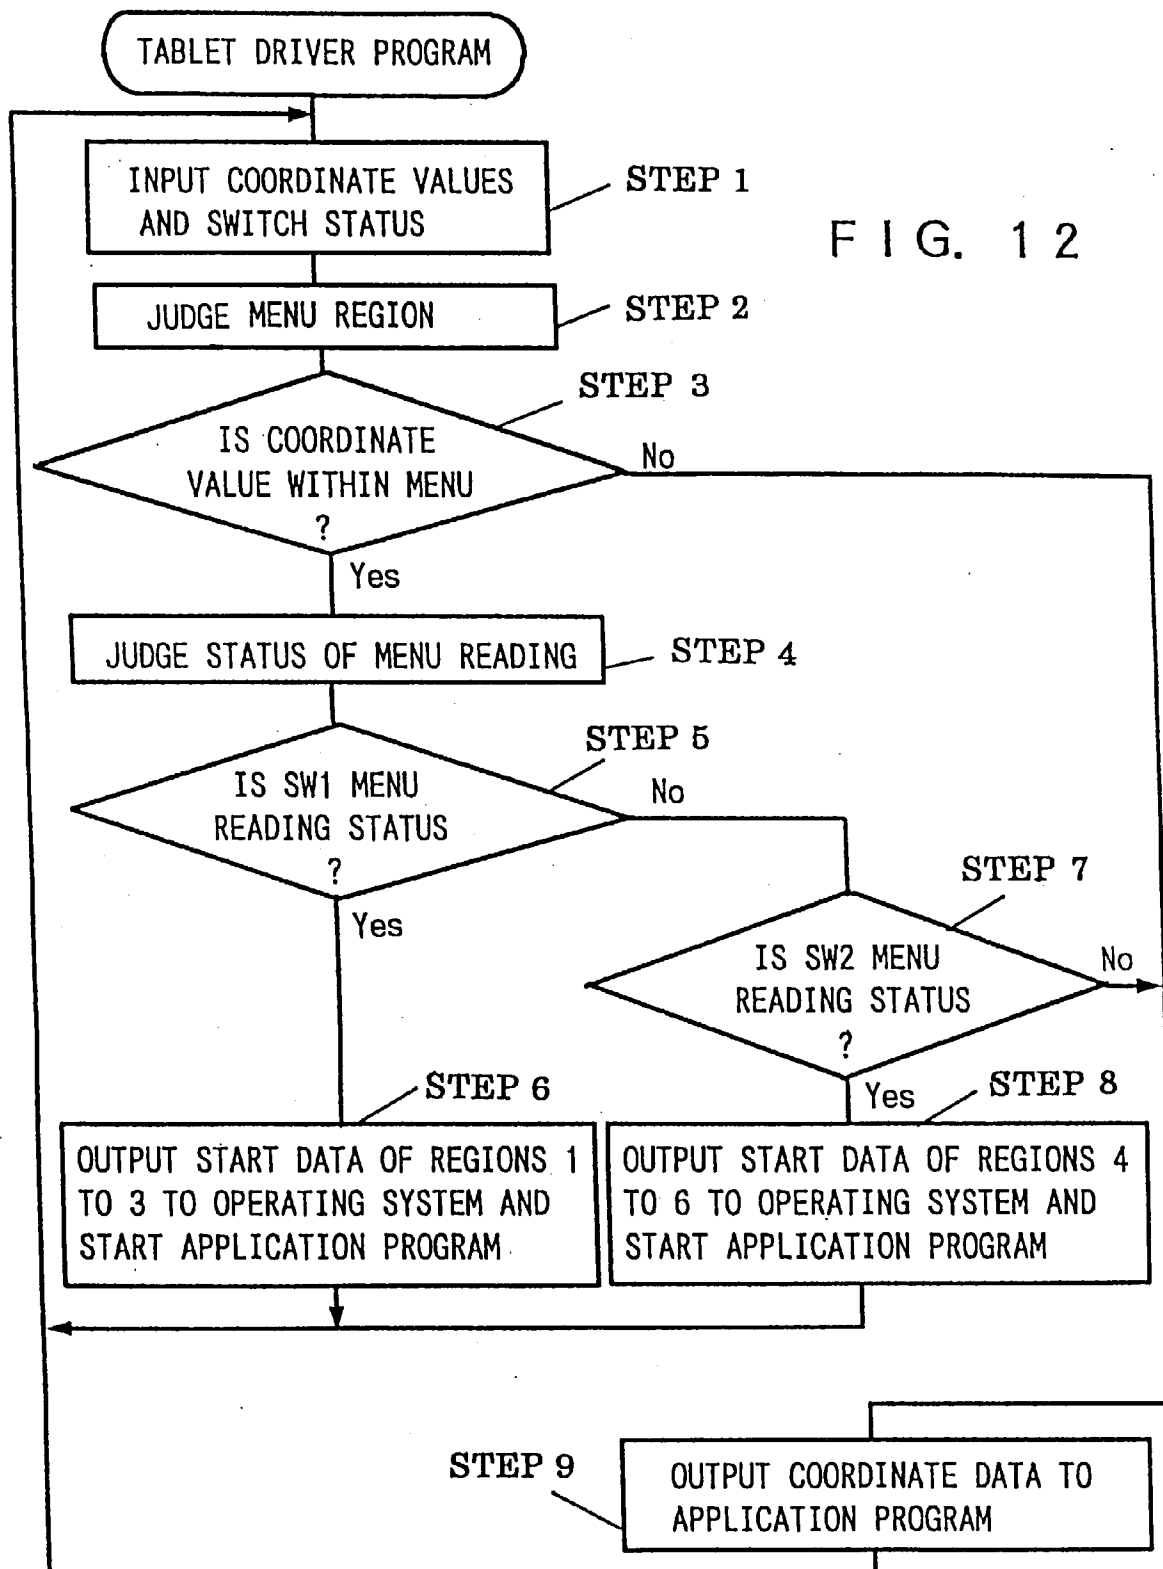 TABLET DRIVER PROGRAM
INPUT COORDINATE VALUES
AND SWITCH STATUS
STEP 1
FIG. 12
JUDGE MENU REGION
STEP 2
STEP 3
IS COORDINATE
VALUE WITHIN MENU
?
No
Yes
JUDGE STATUS OF MENU READING
STEP 4
STEP 5
IS SW1 MENU
READING STATUS
?
No
Yes
STEP 7
IS SW2 MENU
READING STATUS
?
No
Yes
STEP 6
STEP 8
OUTPUT START DATA OF REGIONS 1
TO 3 TO OPERATING SYSTEM AND
START APPLICATION PROGRAM
OUTPUT START DATA OF REGIONS 4
TO 6 TO OPERATING SYSTEM AND
START APPLICATION PROGRAM
STEP 9
OUTPUT COORDINATE DATA TO
APPLICATION PROGRAM